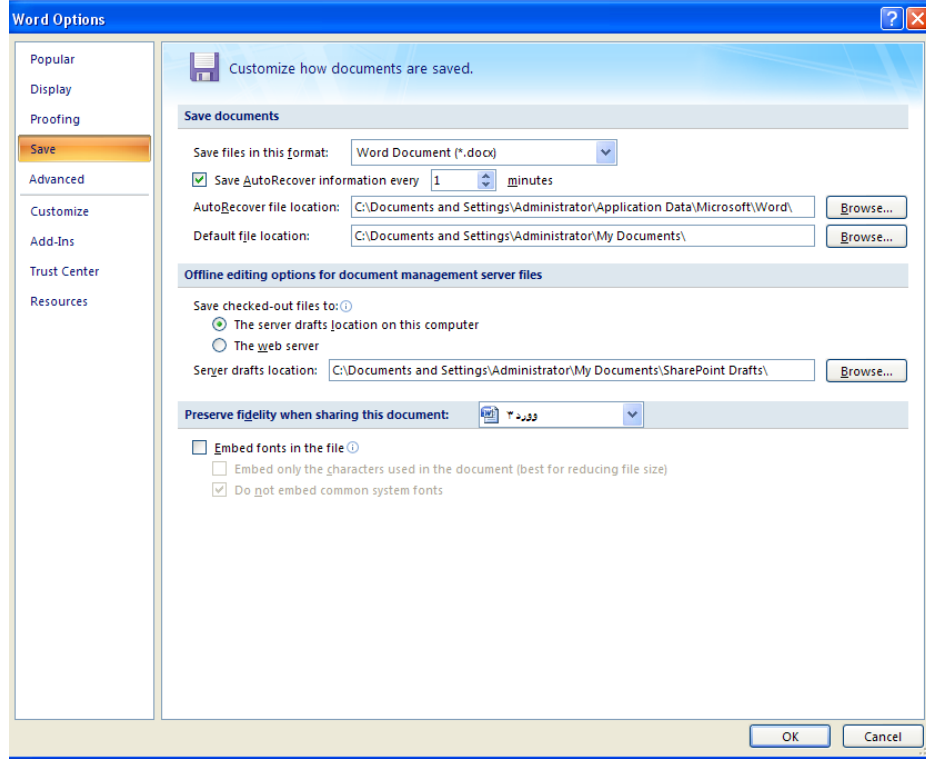 Word Options
Popular
Display
Proofing
Save
Advanced
Customize
Add-Ins
Trust Center
Resources
Customize how documents are saved.
Save documents
Save files in this format: Word Document (*.docx)
Save AutoRecover information every 1 minutes
AutoRecover file location: C:\Documents and Settings\Administrator\Application Data\Microsoft\Word\ Browse...
Default file location: C:\Documents and Settings\Administrator\My Documents\ Browse...
Offline editing options for document management server files
Save checked-out files to:
The server drafts location on this computer
The web server
Server drafts location: C:\Documents and Settings\Administrator\My Documents\SharePoint Drafts\ Browse...
Preserve fidelity when sharing this document: وورد ۳
Embed fonts in the file
Embed only the characters used in the document (best for reducing file size)
Do not embed common system fonts
OK Cancel